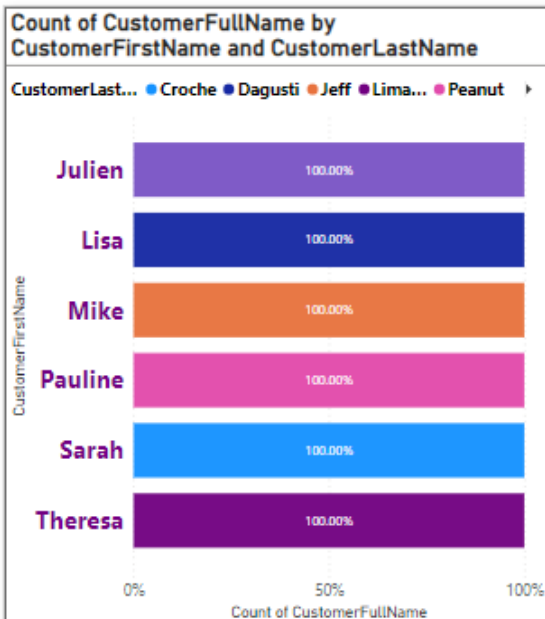 Count of CustomerFullName by
CustomerFirstName and CustomerLastName
CustomerLast... Croche Dagusti Jeff Lima... Peanut
CustomerFirstName
Julien 100.00%
Lisa 100.00%
Mike 100.00%
Pauline 100.00%
Sarah 100.00%
Theresa 100.00%
0% 50% 100%
Count of CustomerFullName